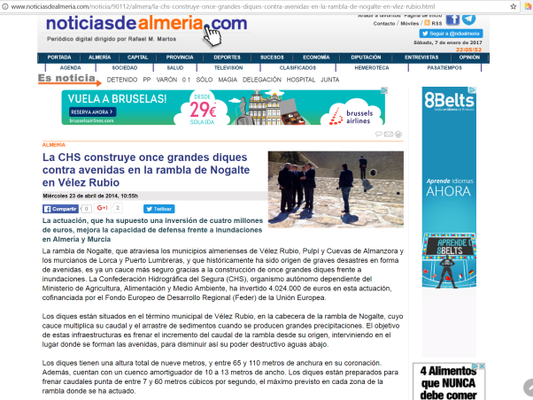 www.noticiasdealmeria.com/noticia/90112/almeria/la-chs-construye-once-grandes-diques-contra-avenidas-en-la-rambla-de-nogalte-en-vlez-rubio.html
noticiasdealmeria.com
Periódico digital dirigido por Rafael M. Martos
Añadir a favoritos Página de inicio
Contacto Móviles RSS
Seguir a @ndalmeria
Sábado, 7 de enero de 2017
22:05:52
PORTADA ALMERÍA CAPITAL PROVINCIA DEPORTES SUCESOS ECONOMÍA DIPUTACIÓN ENTREVISTAS OPINIÓN
AGENDA SALUD TELEVISION CLASIFICADOS HEMEROTECA PASATIEMPOS
Es noticia DETENIDO PP VARÓN 0 1 SÓLO MAGIA DELEGACIÓN HOSPITAL JUNTA
VUELA A BRUSELAS!
RESERVA AHORA
brusselsairlines.com
DESDE
29€
SOLA IDA
brussels
airlines
8Belts
Aprende idiomas
AHORA
APRENDE
8BELTS
ALMERÍA
La CHS construye once grandes diques
contra avenidas en la rambla de Nogalte
en Vélez Rubio
Miércoles 23 de abril de 2014, 10:55h
Compartir G+ 2 Twittear
La actuación, que ha supuesto una inversión de cuatro millones
de euros, mejora la capacidad de defensa frente a inundaciones
en Almería y Murcia
La rambla de Nogalte, que atraviesa los municipios almerienses de Vélez Rubio, Pulpí y Cuevas de Almanzora y
los murcianos de Lorca y Puerto Lumbreras, y que históricamente ha sido origen de graves desastres en forma
de avenidas, es ya un cauce más seguro gracias a la construcción de once grandes diques frente a
inundaciones. La Confederación Hidrográfica del Segura (CHS), organismo autónomo dependiente del
Ministerio de Agricultura, Alimentación y Medio Ambiente, ha invertido 4.024.000 de euros en esta actuación,
cofinanciada por el Fondo Europeo de Desarrollo Regional (Feder) de la Unión Europea.
Los diques están situados en el término municipal de Vélez Rubio, en la cabecera de la rambla de Nogalte, cuyo
cauce multiplica su caudal y el arrastre de sedimentos cuando se producen grandes precipitaciones. El objetivo
de estas infraestructuras es frenar el incremento del caudal de la rambla desde su origen, interviniendo en el
lugar donde se forman las avenidas, para disminuir así su poder destructivo aguas abajo.
Los diques tienen una altura total de nueve metros, y entre 65 y 110 metros de anchura en su coronación.
Además, cuentan con un cuenco amortiguador de 10 a 13 metros de ancho. Los diques están preparados para
frenar caudales punta de entre 7 y 60 metros cúbicos por segundo, el máximo previsto en cada zona de la
rambla donde se ha actuado.
4 Alimentos
que NUNCA
debe comer